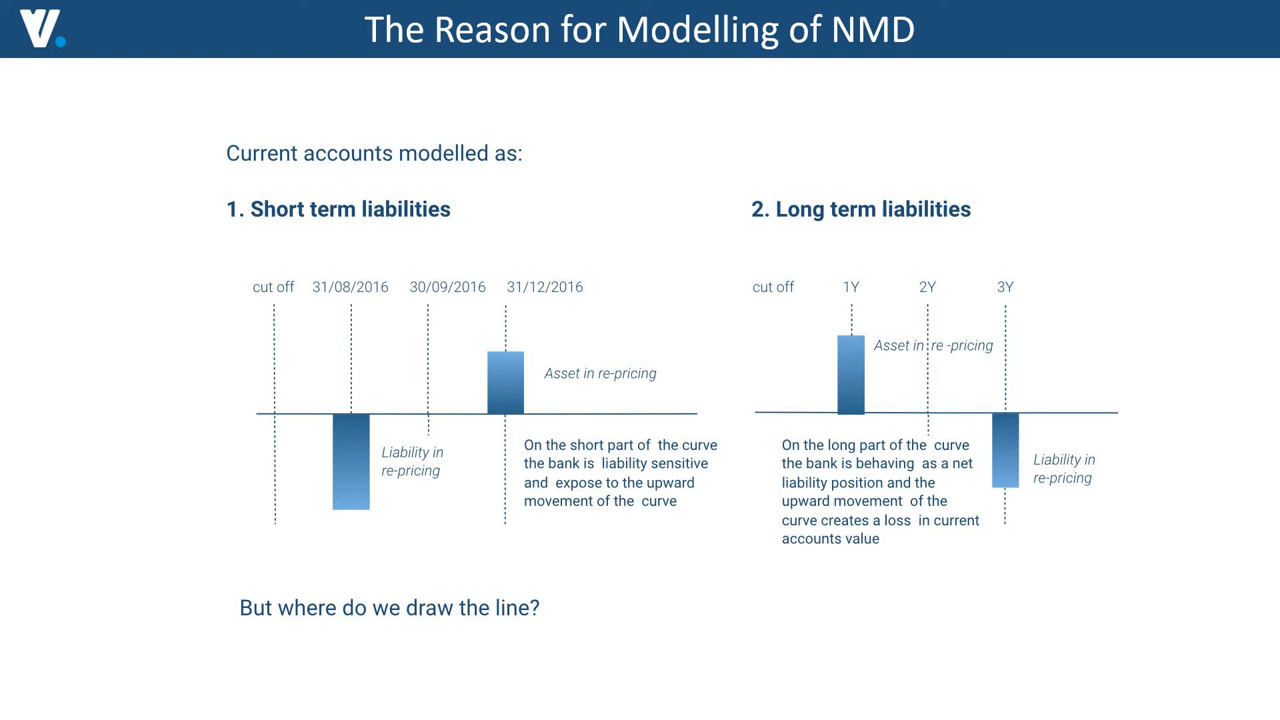 V.
The Reason for Modelling of NMD
Current accounts modelled as:
1. Short term liabilities
cut off 31/08/2016 30/09/2016 31/12/2016
Asset in re-pricing
Liability in
re-pricing
On the short part of the curve
the bank is liability sensitive
and expose to the upward
movement of the curve
2. Long term liabilities
cut off 1Y 2Y 3Y
Asset in re -pricing
On the long part of the curve
the bank is behaving as a net
liability position and the
upward movement of the
curve creates a loss in current
accounts value
Liability in
re-pricing
But where do we draw the line?